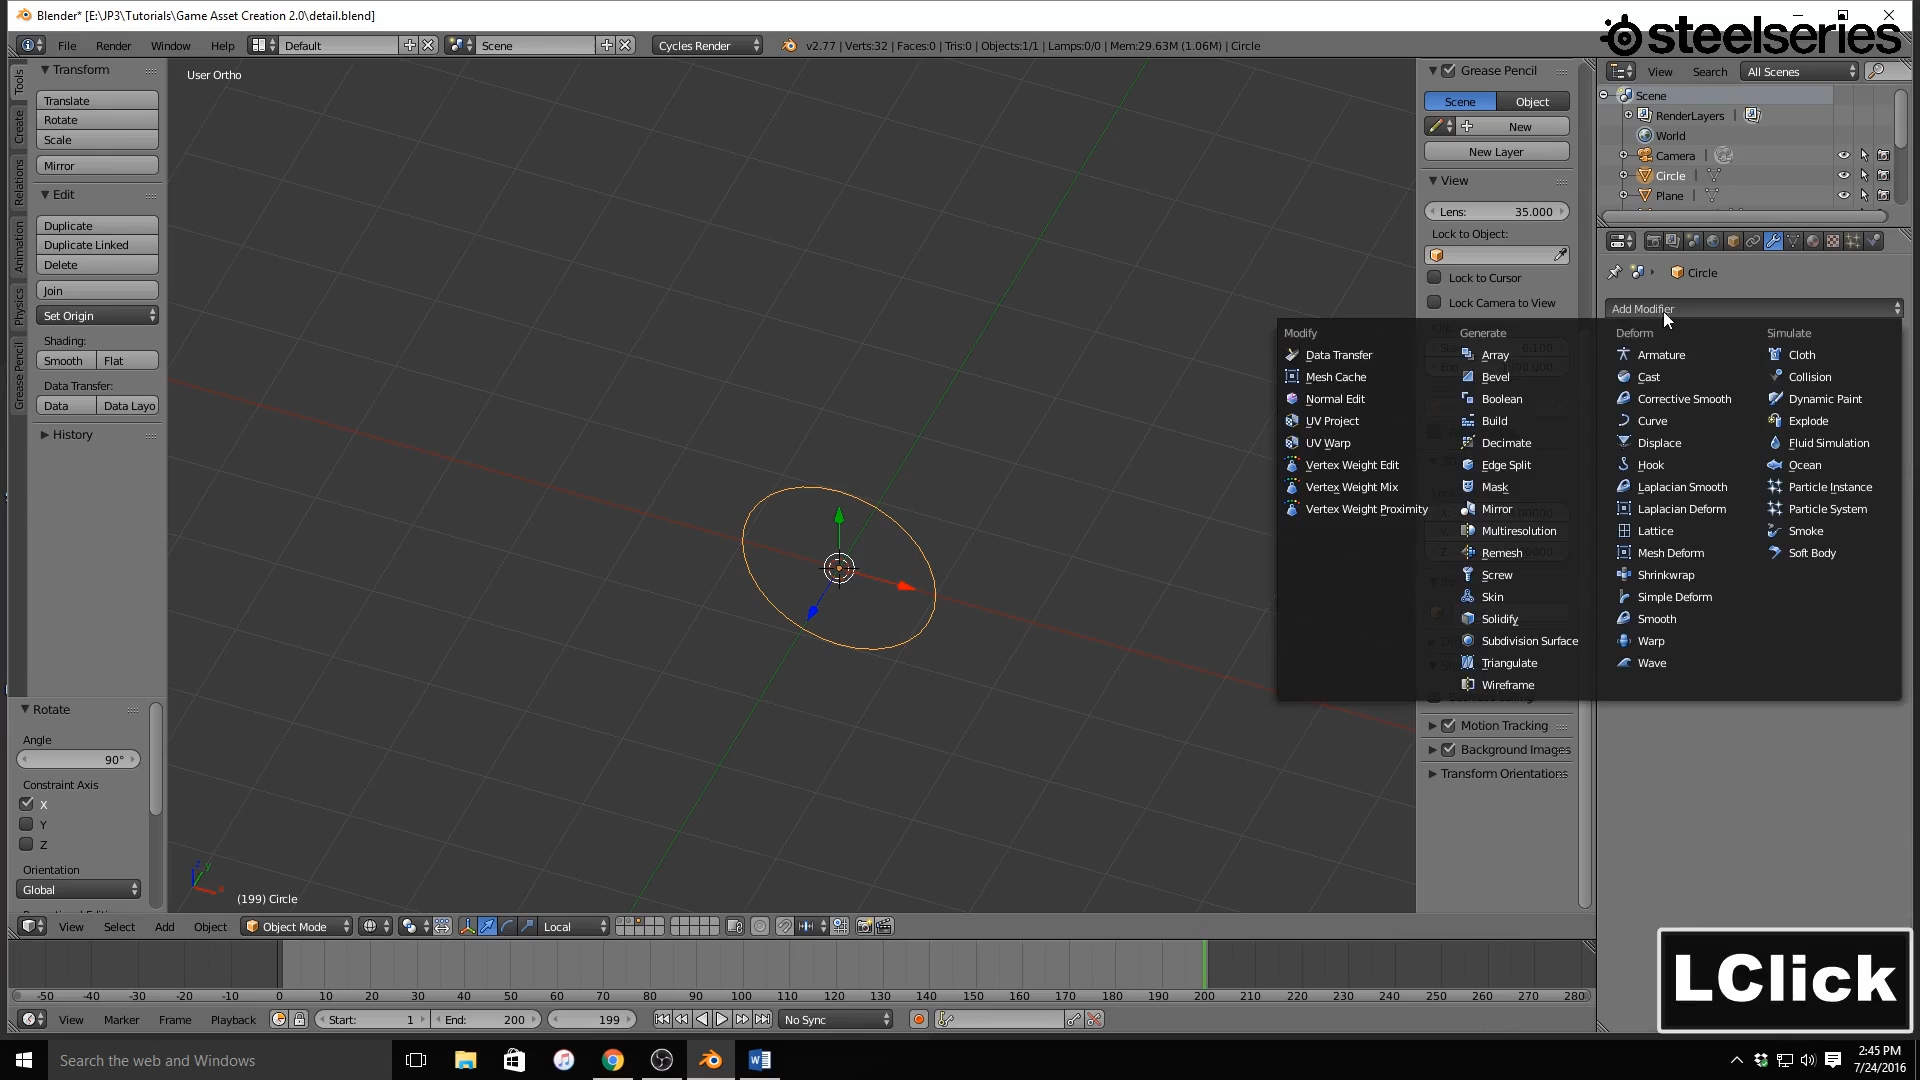 Blender* [E:\JP3\Tutorials\Game Asset Creation 2.0\detail.blend]
steelseries
File Render Window Help Default Scene Cycles Render v2.77 | Verts:32 | Faces:0 | Tris:0 | Objects:1/1 | Lamps:0/0 | Mem:29.63M (1.06M) | Circle
Tools
Create
Relations
Animation
Physics
Grease Pencil
Transform
Translate
Rotate
Scale
Mirror
Edit
Duplicate
Duplicate Linked
Delete
Join
Set Origin
Shading:
Smooth Flat
Data Transfer:
Data Data Layo
History
Rotate
Angle
90°
Constraint Axis
X
Y
Z
Orientation
Global
User Ortho
(199) Circle
Grease Pencil
Scene Object
New
New Layer
View
Lens: 35.000
Lock to Object:
Lock to Cursor
Lock Camera to View
Motion Tracking
Background Images
Transform Orientations
View Search All Scenes
Scene
RenderLayers
World
Camera
Circle
Plane
Circle
Add Modifier
Modify
Data Transfer
Mesh Cache
Normal Edit
UV Project
UV Warp
Vertex Weight Edit
Vertex Weight Mix
Vertex Weight Proximity
Generate
Array
Bevel
Boolean
Build
Decimate
Edge Split
Mask
Mirror
Multiresolution
Remesh
Screw
Skin
Solidify
Subdivision Surface
Triangulate
Wireframe
Deform
Armature
Cast
Corrective Smooth
Curve
Displace
Hook
Laplacian Smooth
Laplacian Deform
Lattice
Mesh Deform
Shrinkwrap
Simple Deform
Smooth
Warp
Wave
Simulate
Cloth
Collision
Dynamic Paint
Explode
Fluid Simulation
Ocean
Particle Instance
Particle System
Smoke
Soft Body
View Select Add Object Object Mode Local
-50 -40 -30 -20 -10 0 10 20 30 40 50 60 70 80 90 100 110 120 130 140 150 160 170 180 190 200 210 220 230 240 250 260 270 280
View Marker Frame Playback Start: 1 End: 200 199 No Sync
LClick
Search the web and Windows
2:45 PM
7/24/2016